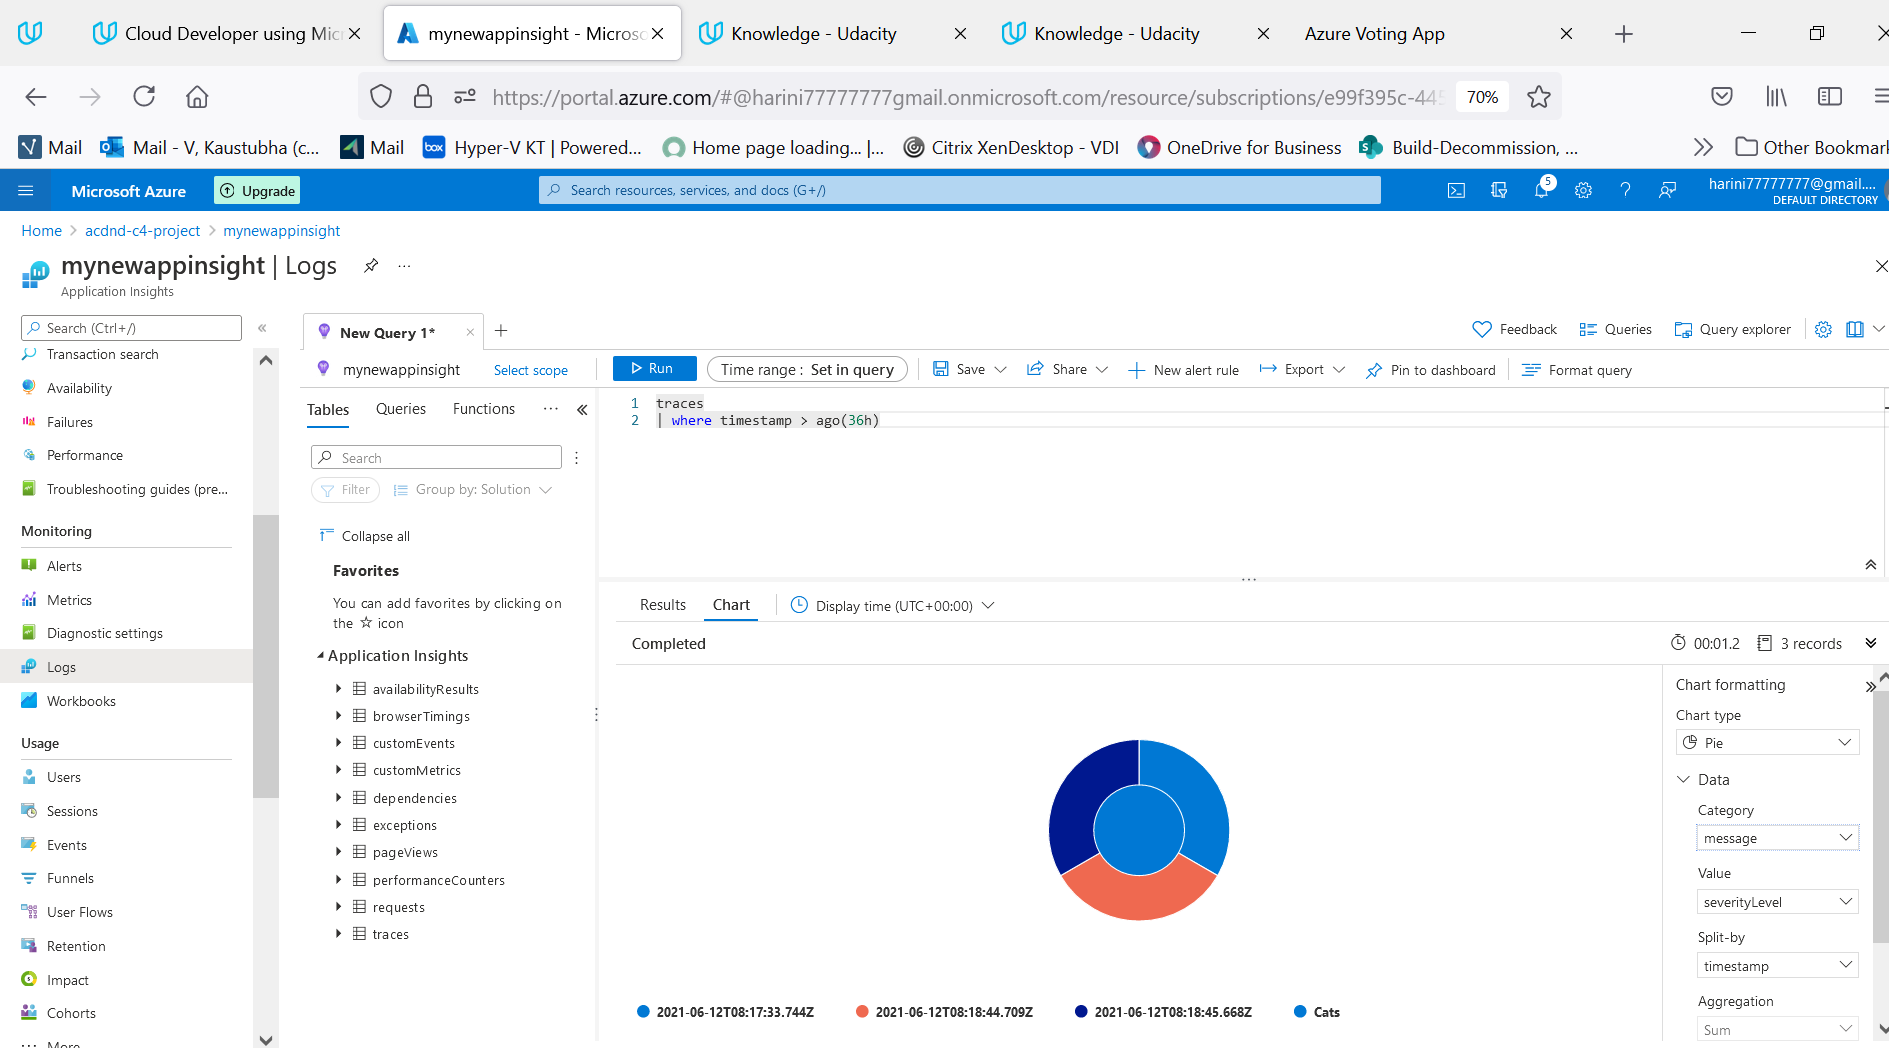 Cloud Developer using Mic
mynewappinsight - Microso
Knowledge - Udacity
Knowledge - Udacity
Azure Voting App
https://portal.azure.com/#@harini77777777gmail.onmicrosoft.com/resource/subscriptions/e99f395c-445
70%
Mail
Mail - V, Kaustubha (c...
Mail
box
Hyper-V KT | Powered...
Home page loading... |...
Citrix XenDesktop - VDI
OneDrive for Business
Build-Decommission, ...
Other Bookmark
Microsoft Azure
Upgrade
Search resources, services, and docs (G+/)
5
harini77777777@gmail....
DEFAULT DIRECTORY
Home > acdnd-c4-project > mynewappinsight
mynewappinsight | Logs
...
Application Insights
Search (Ctrl+/)
Transaction search
Availability
Failures
Performance
Troubleshooting guides (pre...
Monitoring
Alerts
Metrics
Diagnostic settings
Logs
Workbooks
Usage
Users
Sessions
Events
Funnels
User Flows
Retention
Impact
Cohorts
... More
New Query 1*
Feedback
Queries
Query explorer
mynewappinsight
Select scope
Run
Time range : Set in query
Save
Share
New alert rule
Export
Pin to dashboard
Format query
Tables
Queries
Functions
...
Search
Filter
Group by: Solution
Collapse all
Favorites
You can add favorites by clicking on
the ☆ icon
Application Insights
availabilityResults
browserTimings
customEvents
customMetrics
dependencies
exceptions
pageViews
performanceCounters
requests
traces
1 traces
2 | where timestamp > ago(36h)
Results
Chart
Display time (UTC+00:00)
Completed
00:01.2
3 records
Chart formatting
Chart type
Pie
Data
Category
message
Value
severityLevel
Split-by
timestamp
Aggregation
Sum
2021-06-12T08:17:33.744Z
2021-06-12T08:18:44.709Z
2021-06-12T08:18:45.668Z
Cats